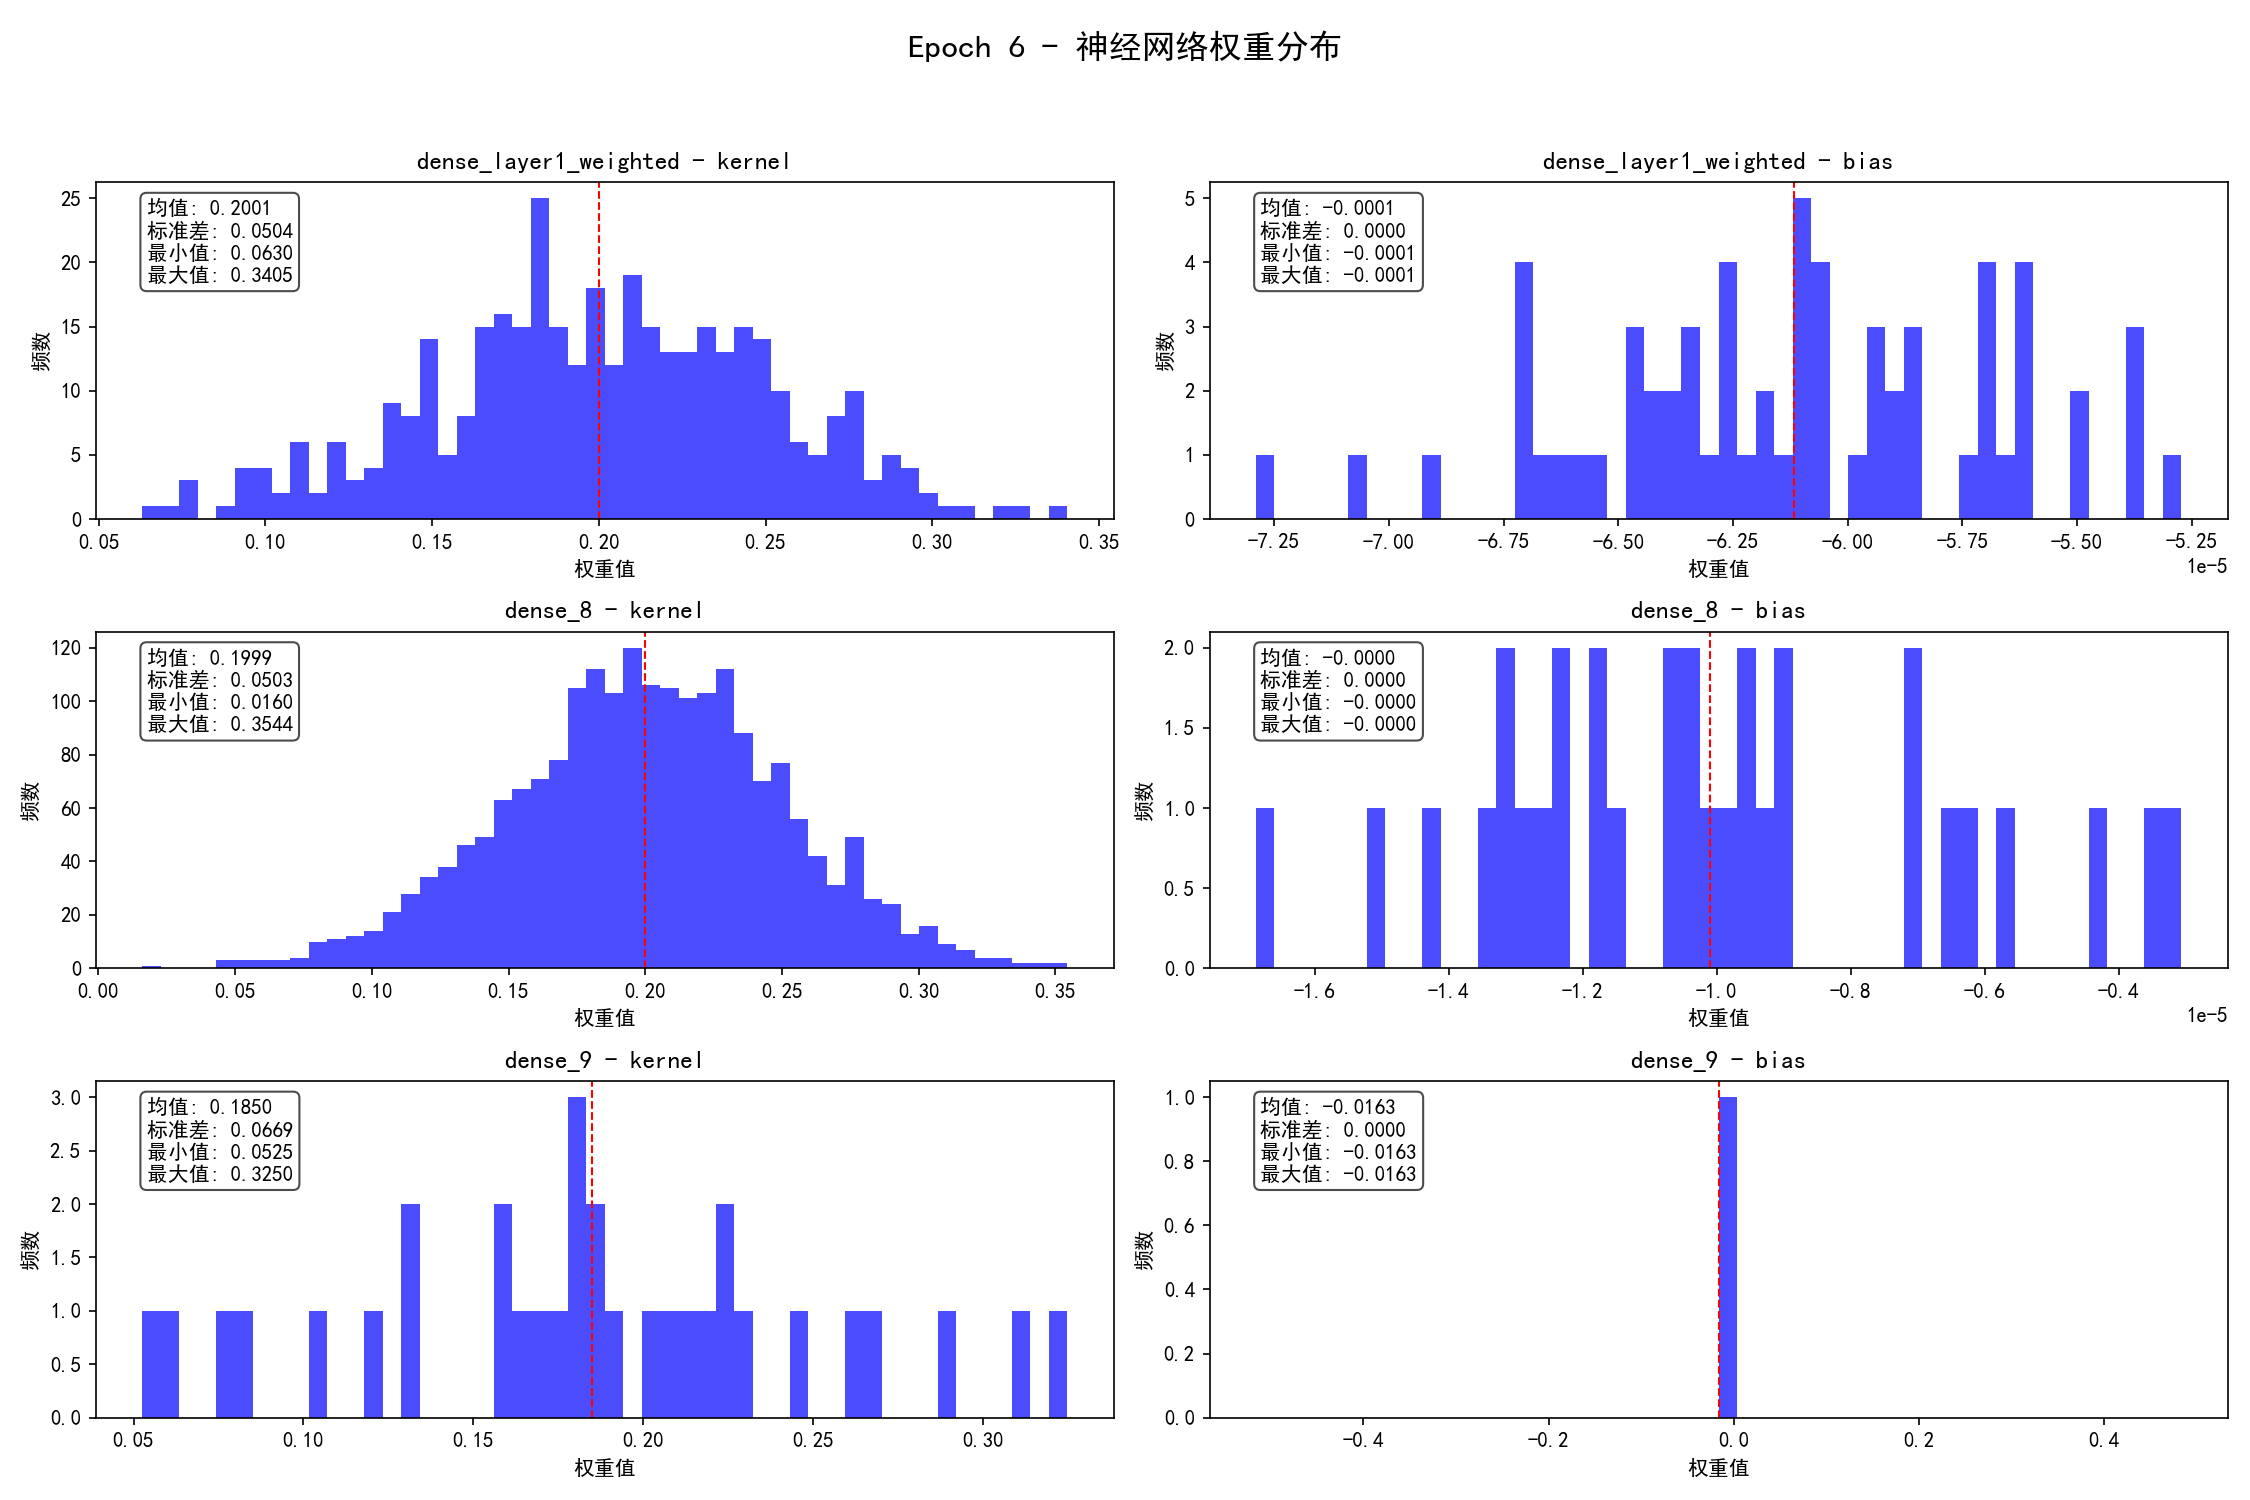 Epoch 6 - 神经网络权重分布
dense_layer1_weighted - kernel
均值: 0.2001
标准差: 0.0504
最小值: 0.0630
最大值: 0.3405
频数
25
20
15
10
5
0
0.05 0.10 0.15 0.20 0.25 0.30 0.35
权重值
dense_layer1_weighted - bias
均值: -0.0001
标准差: 0.0000
最小值: -0.0001
最大值: -0.0001
频数
5
4
3
2
1
0
-7.25 -7.00 -6.75 -6.50 -6.25 -6.00 -5.75 -5.50 -5.25
1e-5
权重值
dense_8 - kernel
均值: 0.1999
标准差: 0.0503
最小值: 0.0160
最大值: 0.3544
频数
120
100
80
60
40
20
0
0.00 0.05 0.10 0.15 0.20 0.25 0.30 0.35
权重值
dense_8 - bias
均值: -0.0000
标准差: 0.0000
最小值: -0.0000
最大值: -0.0000
频数
2.0
1.5
1.0
0.5
0.0
-1.6 -1.4 -1.2 -1.0 -0.8 -0.6 -0.4
1e-5
权重值
dense_9 - kernel
均值: 0.1850
标准差: 0.0669
最小值: 0.0525
最大值: 0.3250
频数
3.0
2.5
2.0
1.5
1.0
0.5
0.0
0.05 0.10 0.15 0.20 0.25 0.30
权重值
dense_9 - bias
均值: -0.0163
标准差: 0.0000
最小值: -0.0163
最大值: -0.0163
频数
1.0
0.8
0.6
0.4
0.2
0.0
-0.4 -0.2 0.0 0.2 0.4
权重值